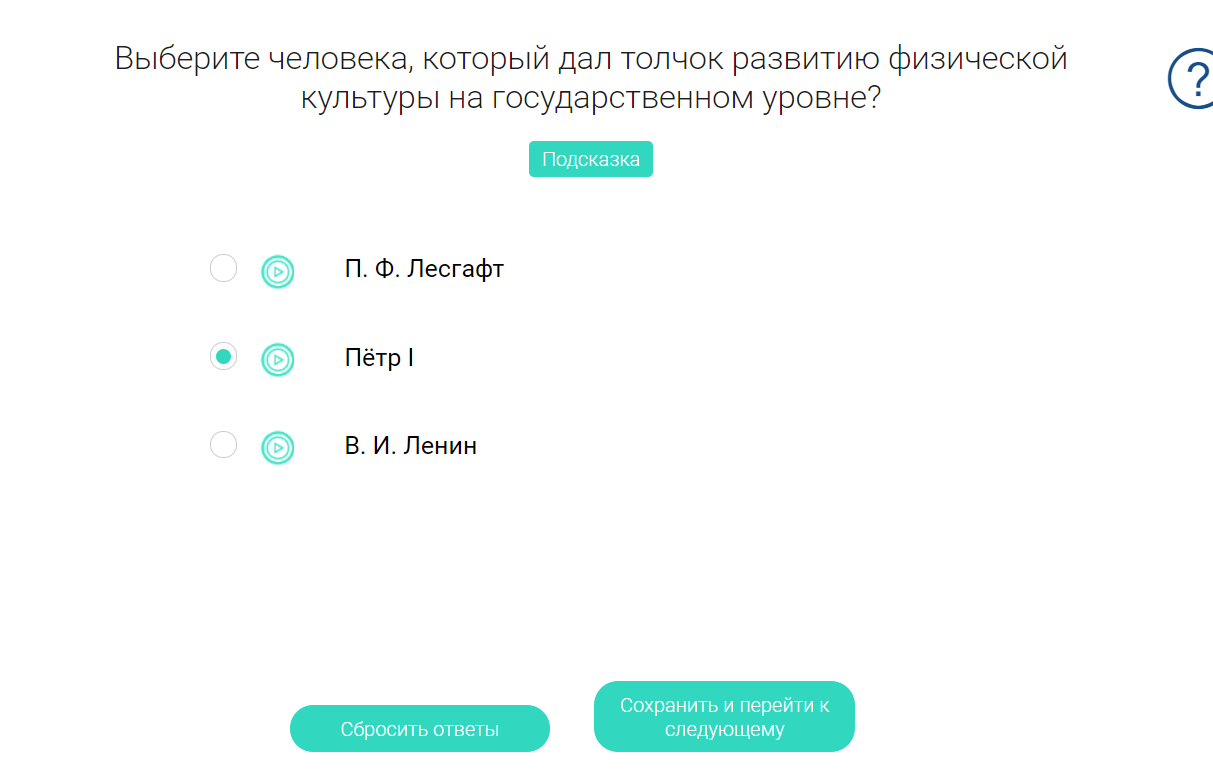 Выберите человека, который дал толчок развитию физической
культуры на государственном уровне?
?
Подсказка
П. Ф. Лесгафт
Пётр I
В. И. Ленин
Сбросить ответы
Сохранить и перейти к
следующему